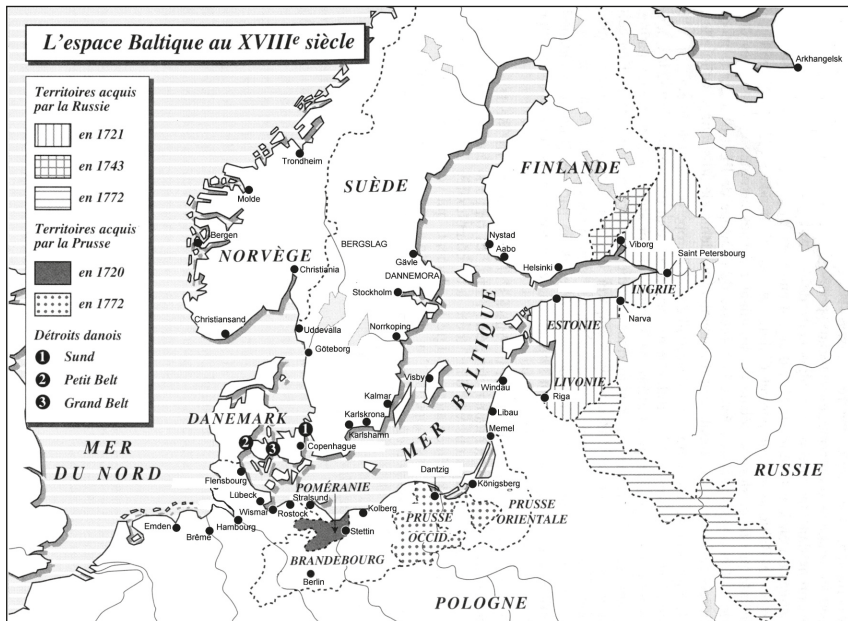 L'espace Baltique au XVIIIe siècle
Territoires acquis
par la Russie
en 1721
en 1743
en 1772
Territoires acquis
par la Prusse
en 1720
en 1772
Détroits danois
1 Sund
2 Petit Belt
3 Grand Belt
Arkhangelsk
Trondheim
Molde
Bergen
NORVÈGE
Christiania
Christiansand
Uddevalla
Göteborg
SUÈDE
BERGSLAG
Gävle
DANNEMORA
Stockholm
Norrkoping
Visby
Kalmar
Karlskrona
Karlshamn
FINLANDE
Nystad
Aabo
Helsinki
Viborg
Saint Petersbourg
INGRIE
Narva
ESTONIE
LIVONIE
Riga
Windau
Libau
Memel
MER BALTIQUE
RUSSIE
MER
DU NORD
DANEMARK
1
2
3
Copenhague
Flensbourg
Lübeck
Wismar
Rostock
Stralsund
POMÉRANIE
Kolberg
Stettin
Dantzig
Königsberg
PRUSSE
OCCID.
PRUSSE
ORIENTALE
Emden
Brême
Hambourg
BRANDEBOURG
Berlin
POLOGNE